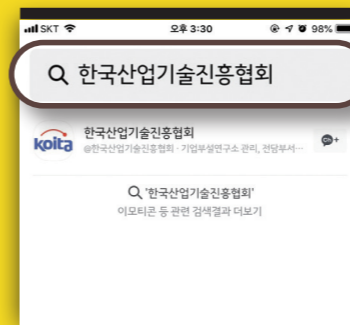 SKT 오후 3:30 98%
한국산업기술진흥협회
koita 한국산업기술진흥협회
@한국산업기술진흥협회 · 기업부설연구소 관리, 전담부서…
Ch+
'한국산업기술진흥협회'
이모티콘 등 관련 검색결과 더보기